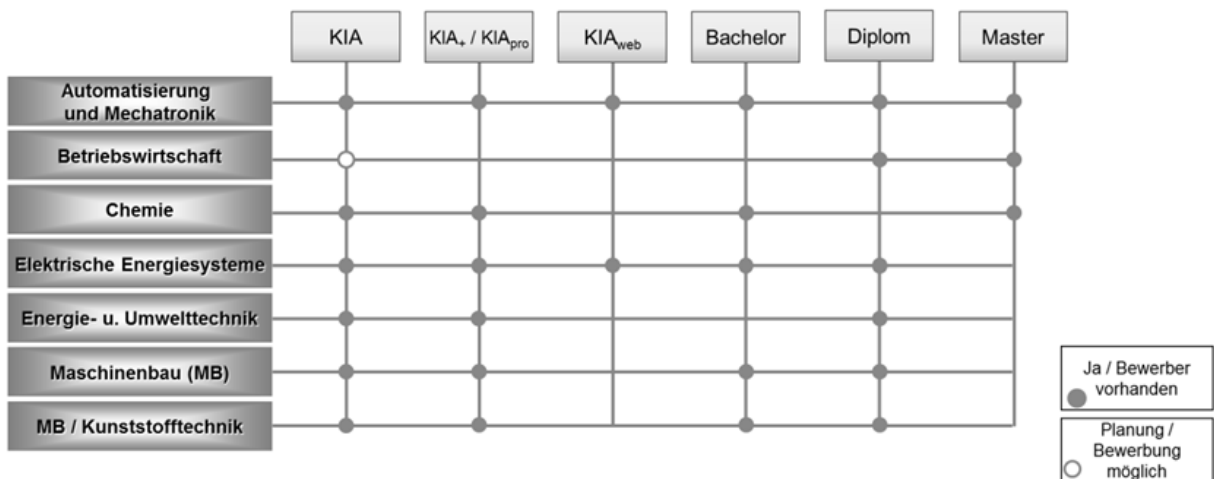 KIA
KIA+ / KIApro
KIAweb
Bachelor
Diplom
Master
Automatisierung
und Mechatronik
Betriebswirtschaft
Chemie
Elektrische Energiesysteme
Energie- u. Umwelttechnik
Maschinenbau (MB)
MB / Kunststofftechnik
Ja / Bewerber
vorhanden
Planung /
Bewerbung
möglich